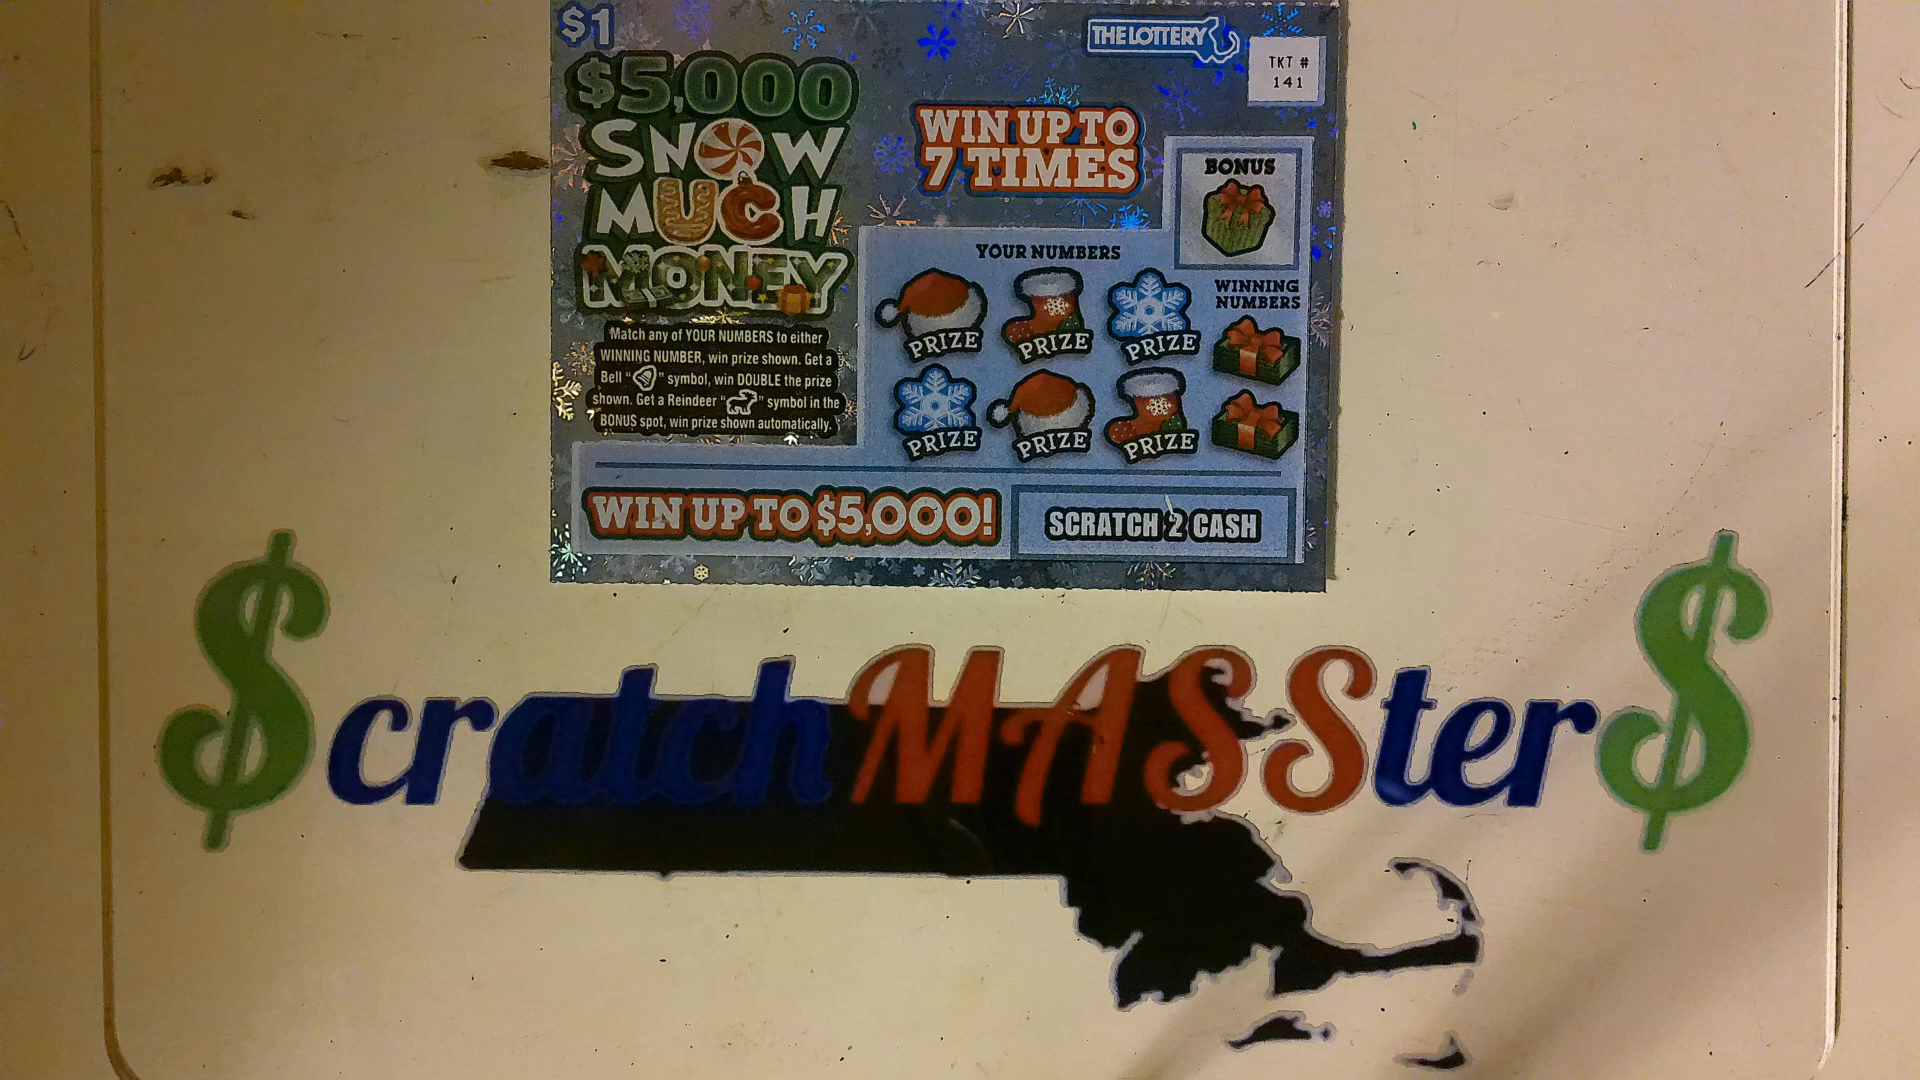 $1
THE LOTTERY
TKT #
141
$5,000
SNOW
MUCH
MONEY
WIN UP TO
7 TIMES
BONUS
Match any of YOUR NUMBERS to either
WINNING NUMBER, win prize shown. Get a
Bell “ ” symbol, win DOUBLE the prize
shown. Get a Reindeer “ ” symbol in the
BONUS spot, win prize shown automatically.
YOUR NUMBERS
WINNING
NUMBERS
PRIZE PRIZE PRIZE
PRIZE PRIZE PRIZE
WIN UP TO $5,000!
SCRATCH 2 CASH
$cratchMASSter$